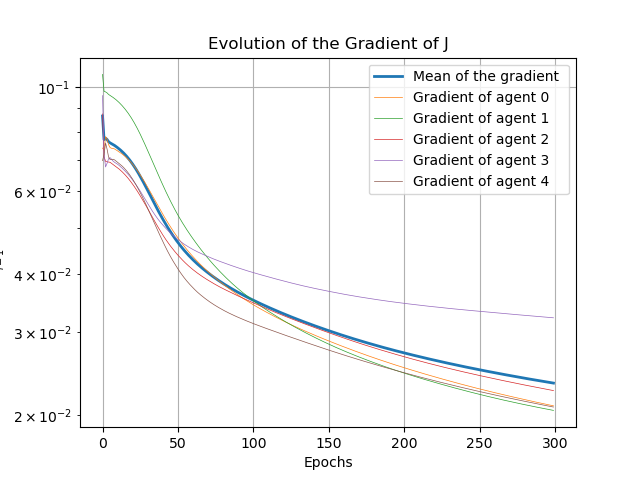 Evolution of the Gradient of J
10⁻¹
6 × 10⁻²
4 × 10⁻²
3 × 10⁻²
2 × 10⁻²
Mean of the gradient
Gradient of agent 0
Gradient of agent 1
Gradient of agent 2
Gradient of agent 3
Gradient of agent 4
0 50 100 150 200 250 300
Epochs